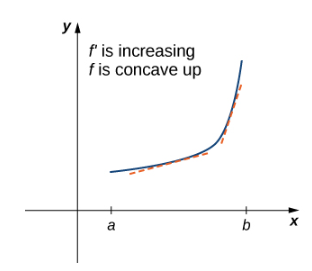 y
f′ is increasing
f is concave up
a
b
x